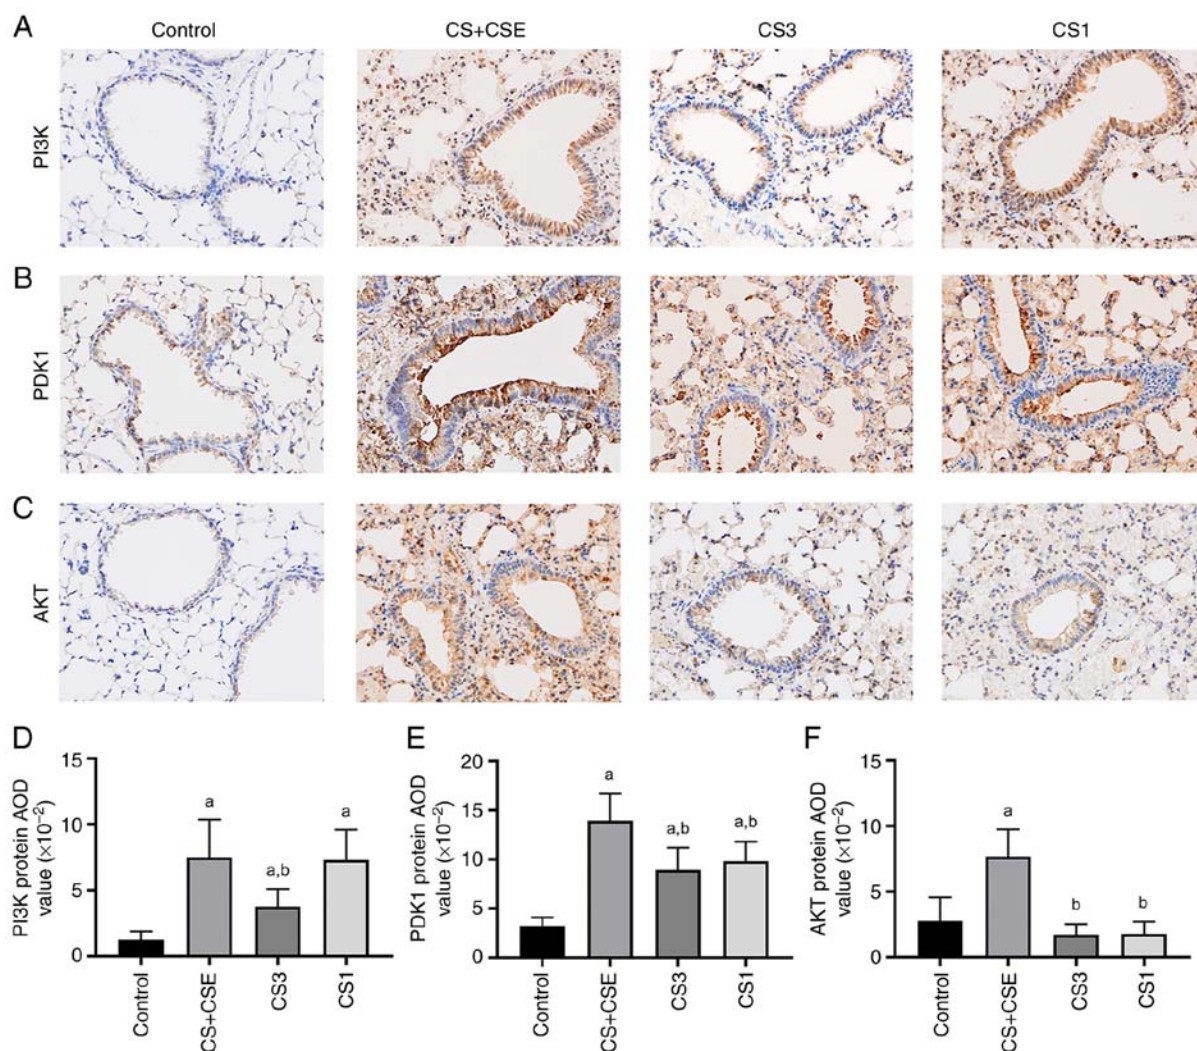 A
Control
CS+CSE
CS3
CS1
PI3K
B
PDK1
C
AKT
D
PI3K protein AOD
value (×10⁻²)
15
10
5
0
a
a,b
a
Control
CS+CSE
CS3
CS1
E
PDK1 protein AOD
value (×10⁻²)
20
15
10
5
0
a
a,b
a,b
Control
CS+CSE
CS3
CS1
F
AKT protein AOD
value (×10⁻²)
15
10
5
0
a
b
b
Control
CS+CSE
CS3
CS1